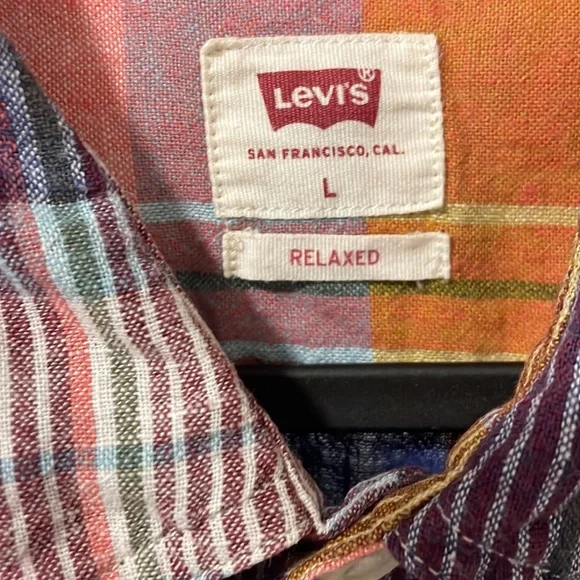 Levi's®
SAN FRANCISCO, CAL.
L
RELAXED